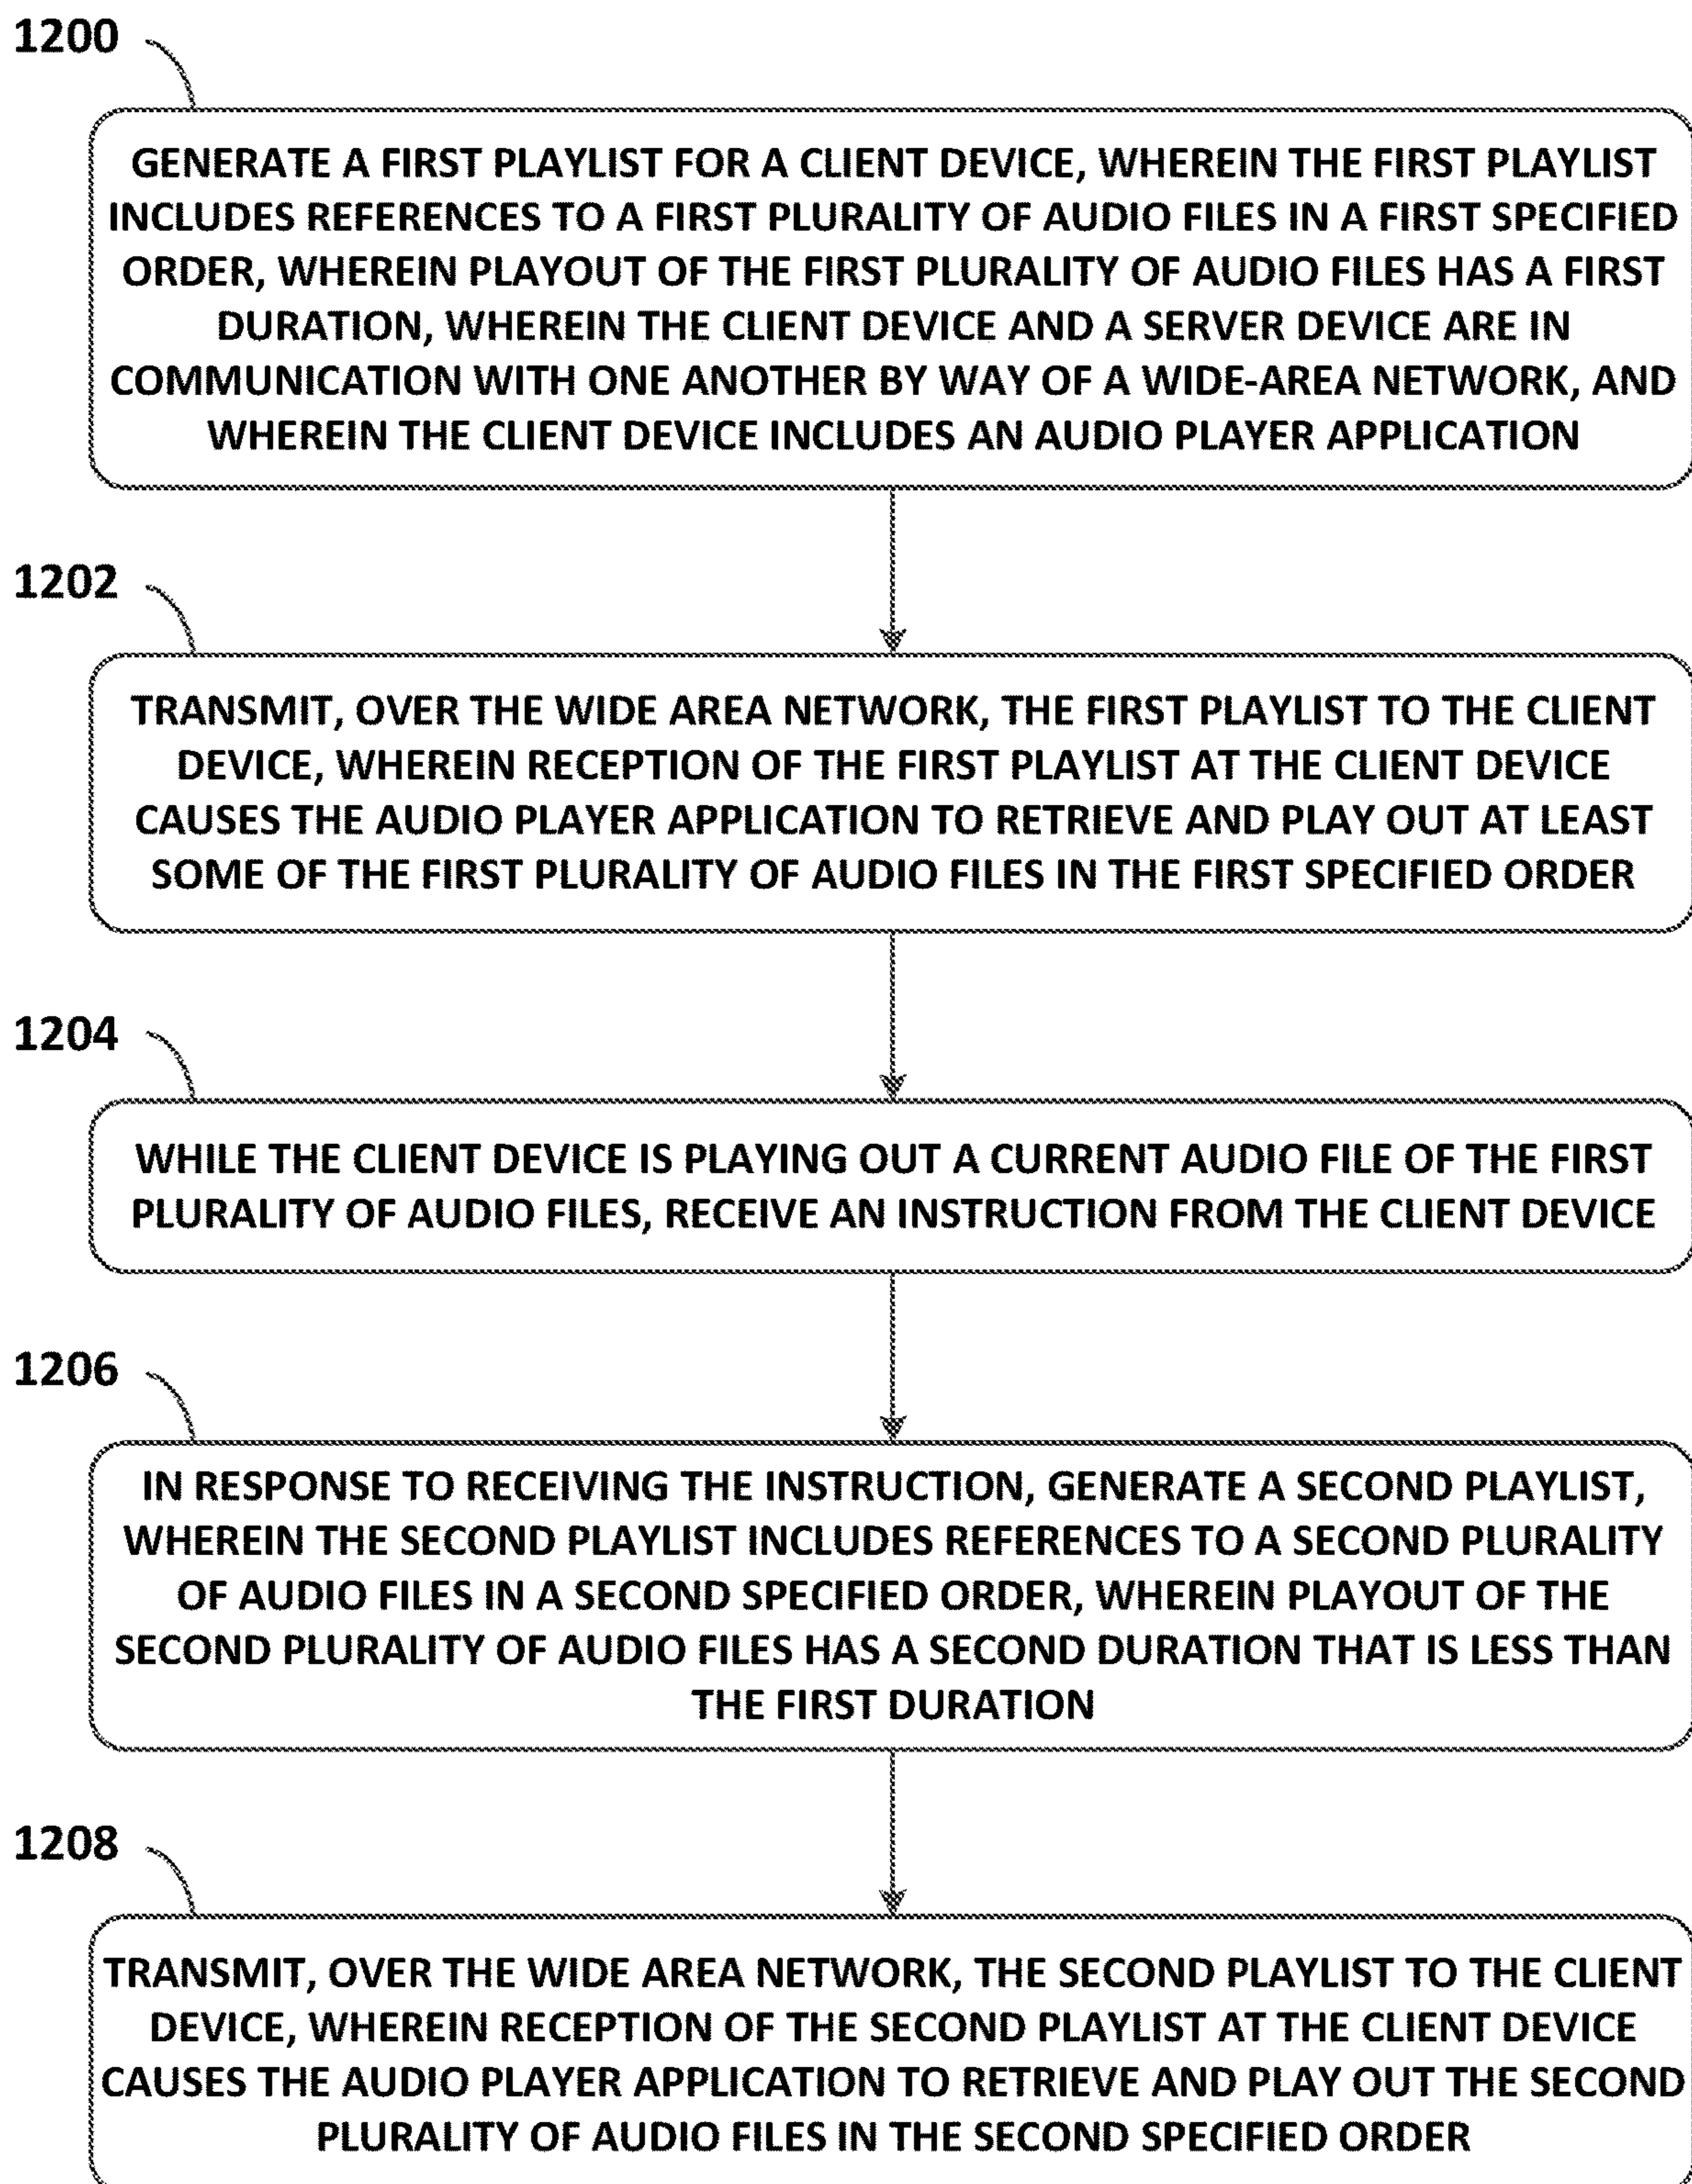 1200
GENERATE A FIRST PLAYLIST FOR A CLIENT DEVICE, WHEREIN THE FIRST PLAYLIST
INCLUDES REFERENCES TO A FIRST PLURALITY OF AUDIO FILES IN A FIRST SPECIFIED
ORDER, WHEREIN PLAYOUT OF THE FIRST PLURALITY OF AUDIO FILES HAS A FIRST
DURATION, WHEREIN THE CLIENT DEVICE AND A SERVER DEVICE ARE IN
COMMUNICATION WITH ONE ANOTHER BY WAY OF A WIDE-AREA NETWORK, AND
WHEREIN THE CLIENT DEVICE INCLUDES AN AUDIO PLAYER APPLICATION
1202
TRANSMIT, OVER THE WIDE AREA NETWORK, THE FIRST PLAYLIST TO THE CLIENT
DEVICE, WHEREIN RECEPTION OF THE FIRST PLAYLIST AT THE CLIENT DEVICE
CAUSES THE AUDIO PLAYER APPLICATION TO RETRIEVE AND PLAY OUT AT LEAST
SOME OF THE FIRST PLURALITY OF AUDIO FILES IN THE FIRST SPECIFIED ORDER
1204
WHILE THE CLIENT DEVICE IS PLAYING OUT A CURRENT AUDIO FILE OF THE FIRST
PLURALITY OF AUDIO FILES, RECEIVE AN INSTRUCTION FROM THE CLIENT DEVICE
1206
IN RESPONSE TO RECEIVING THE INSTRUCTION, GENERATE A SECOND PLAYLIST,
WHEREIN THE SECOND PLAYLIST INCLUDES REFERENCES TO A SECOND PLURALITY
OF AUDIO FILES IN A SECOND SPECIFIED ORDER, WHEREIN PLAYOUT OF THE
SECOND PLURALITY OF AUDIO FILES HAS A SECOND DURATION THAT IS LESS THAN
THE FIRST DURATION
1208
TRANSMIT, OVER THE WIDE AREA NETWORK, THE SECOND PLAYLIST TO THE CLIENT
DEVICE, WHEREIN RECEPTION OF THE SECOND PLAYLIST AT THE CLIENT DEVICE
CAUSES THE AUDIO PLAYER APPLICATION TO RETRIEVE AND PLAY OUT THE SECOND
PLURALITY OF AUDIO FILES IN THE SECOND SPECIFIED ORDER